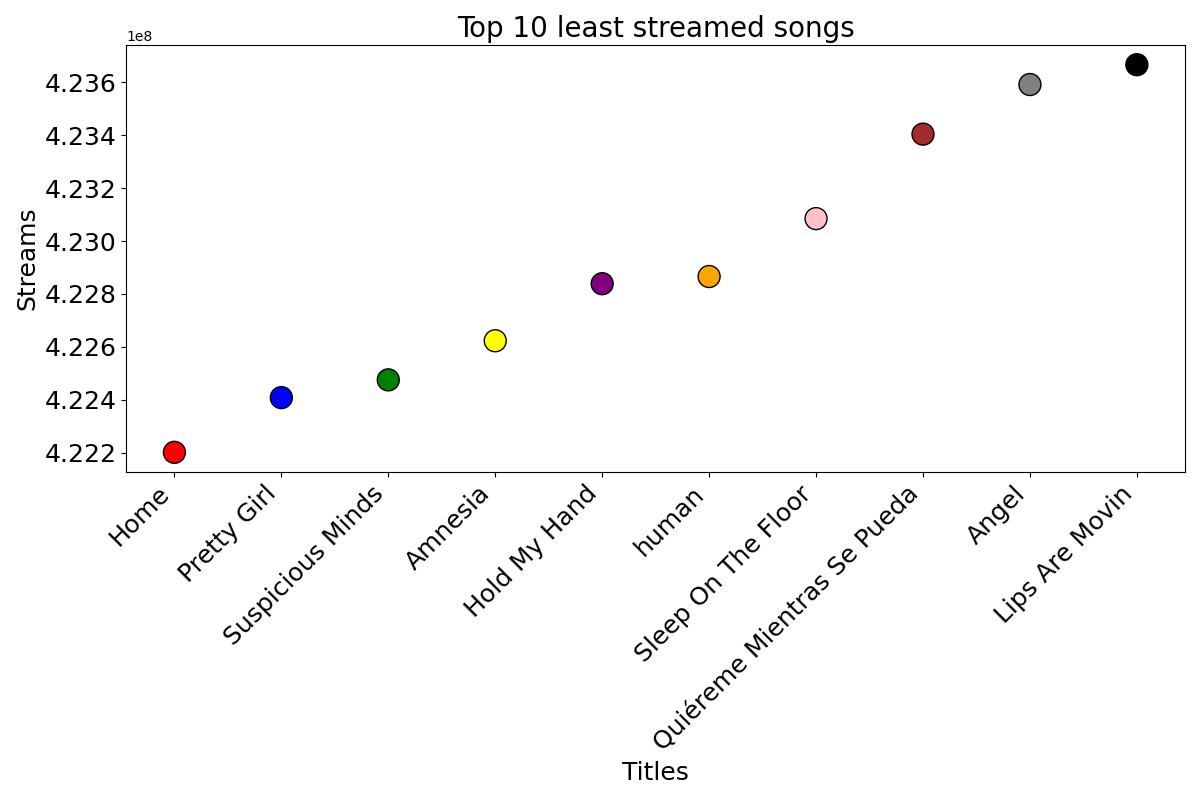 Top 10 least streamed songs
1e8
4.236
4.234
4.232
4.230
4.228
4.226
4.224
4.222
Streams
Home
Pretty Girl
Suspicious Minds
Amnesia
Hold My Hand
human
Sleep On The Floor
Quiéreme Mientras Se Pueda
Angel
Lips Are Movin
Titles